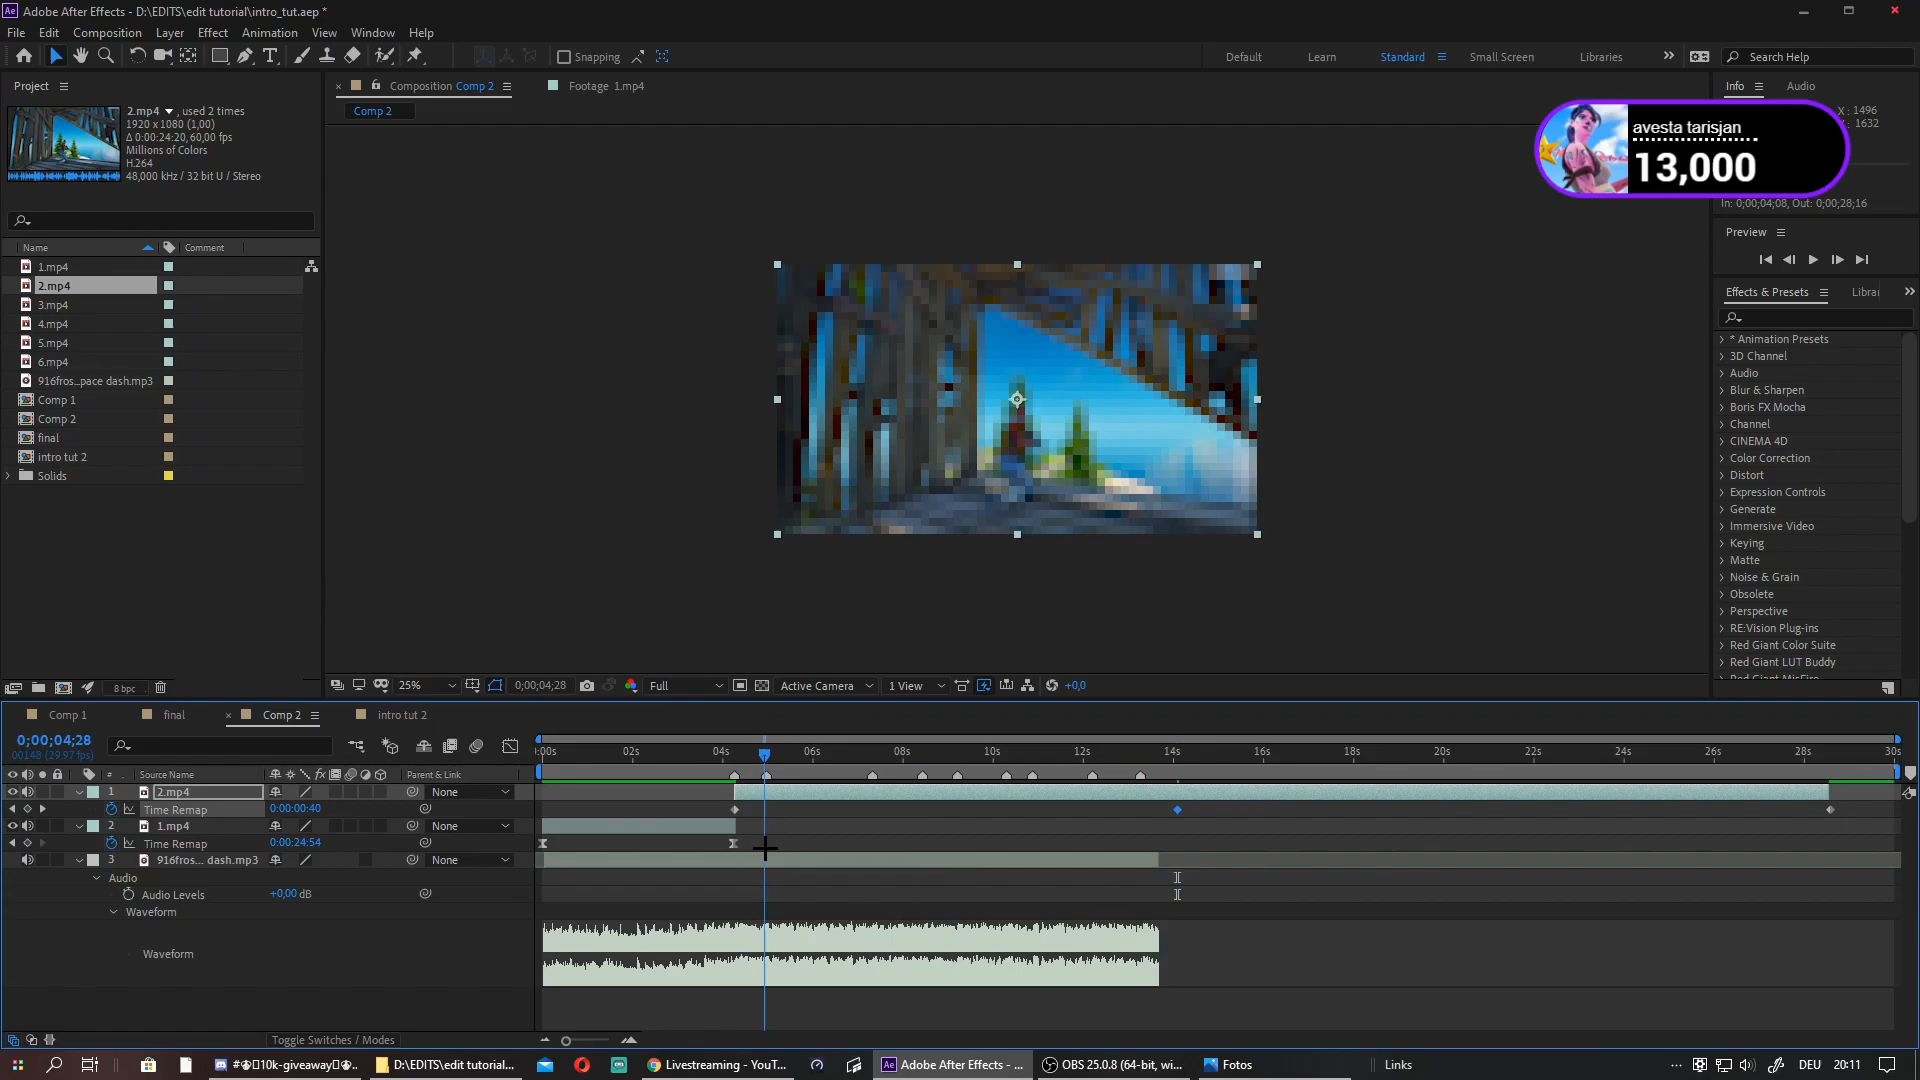 Adobe After Effects - D:\EDITS\edit tutorial\intro_tut.aep *
File Edit Composition Layer Effect Animation View Window Help
Snapping
Default Learn Standard Small Screen Libraries
Search Help
Project
2.mp4 , used 2 times
1920 x 1080 (1,00)
Δ 0:00:24:20, 60,00 fps
Millions of Colors
H.264
48,000 kHz / 32 bit U / Stereo
Name Comment
1.mp4
2.mp4
3.mp4
4.mp4
5.mp4
6.mp4
916fros...pace dash.mp3
Comp 1
Comp 2
final
intro tut 2
Solids
8 bpc
Composition Comp 2
Footage 1.mp4
Comp 2
25%
0;00;04;28
Full
Active Camera
1 View
+0,0
Info Audio
X : 1496
: 1632
avesta tarisjan
13,000
In: 0;00;04;08, Out: 0;00;28;16
Preview
Effects & Presets Librar
* Animation Presets
3D Channel
Audio
Blur & Sharpen
Boris FX Mocha
Channel
CINEMA 4D
Color Correction
Distort
Expression Controls
Generate
Immersive Video
Keying
Matte
Noise & Grain
Obsolete
Perspective
RE:Vision Plug-ins
Red Giant Color Suite
Red Giant LUT Buddy
Red Giant MisFire
Comp 1 final Comp 2 intro tut 2
0;00;04;28
00148 (29.97 fps)
:00s 02s 04s 06s 08s 10s 12s 14s 16s 18s 20s 22s 24s 26s 28s 30s
# Source Name fx Parent & Link
1 2.mp4 None
Time Remap 0:00:00:40
2 1.mp4 None
Time Remap 0:00:24:54
3 916fros... dash.mp3 None
Audio
Audio Levels +0,00 dB
Waveform
Waveform
Toggle Switches / Modes
10k-giveaway
D:\EDITS\edit tutorial...
Livestreaming - YouT...
Adobe After Effects - ...
OBS 25.0.8 (64-bit, wi...
Fotos
Links
DEU 20:11